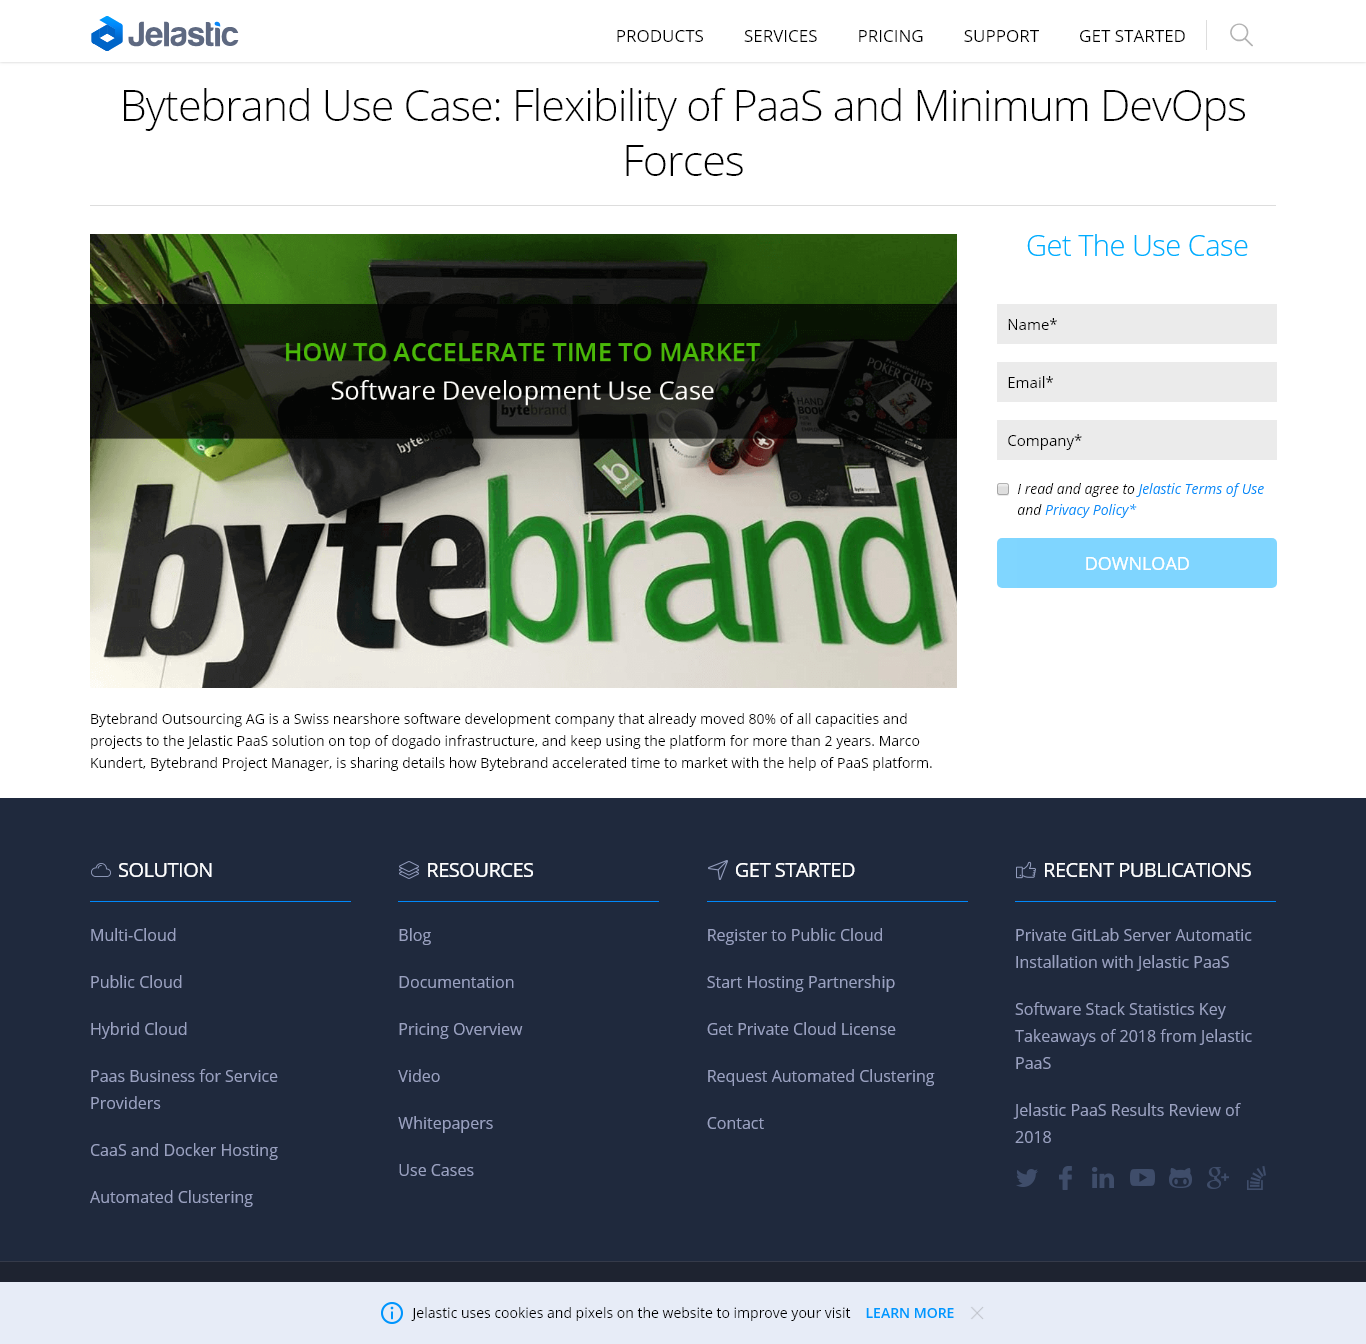 Jelastic
PRODUCTS SERVICES PRICING SUPPORT GET STARTED
Bytebrand Use Case: Flexibility of PaaS and Minimum DevOps
Forces
HOW TO ACCELERATE TIME TO MARKET
Software Development Use Case
POKER CHIPS
HAND
BOOK
bytebrand
bytebrand
bytebrand
Get The Use Case
Name*
Email*
Company*
I read and agree to Jelastic Terms of Use
and Privacy Policy*
DOWNLOAD
Bytebrand Outsourcing AG is a Swiss nearshore software development company that already moved 80% of all capacities and
projects to the Jelastic PaaS solution on top of dogado infrastructure, and keep using the platform for more than 2 years. Marco
Kundert, Bytebrand Project Manager, is sharing details how Bytebrand accelerated time to market with the help of PaaS platform.
SOLUTION
Multi-Cloud
Public Cloud
Hybrid Cloud
Paas Business for Service
Providers
CaaS and Docker Hosting
Automated Clustering
RESOURCES
Blog
Documentation
Pricing Overview
Video
Whitepapers
Use Cases
GET STARTED
Register to Public Cloud
Start Hosting Partnership
Get Private Cloud License
Request Automated Clustering
Contact
RECENT PUBLICATIONS
Private GitLab Server Automatic
Installation with Jelastic PaaS
Software Stack Statistics Key
Takeaways of 2018 from Jelastic
PaaS
Jelastic PaaS Results Review of
2018
Jelastic uses cookies and pixels on the website to improve your visit LEARN MORE